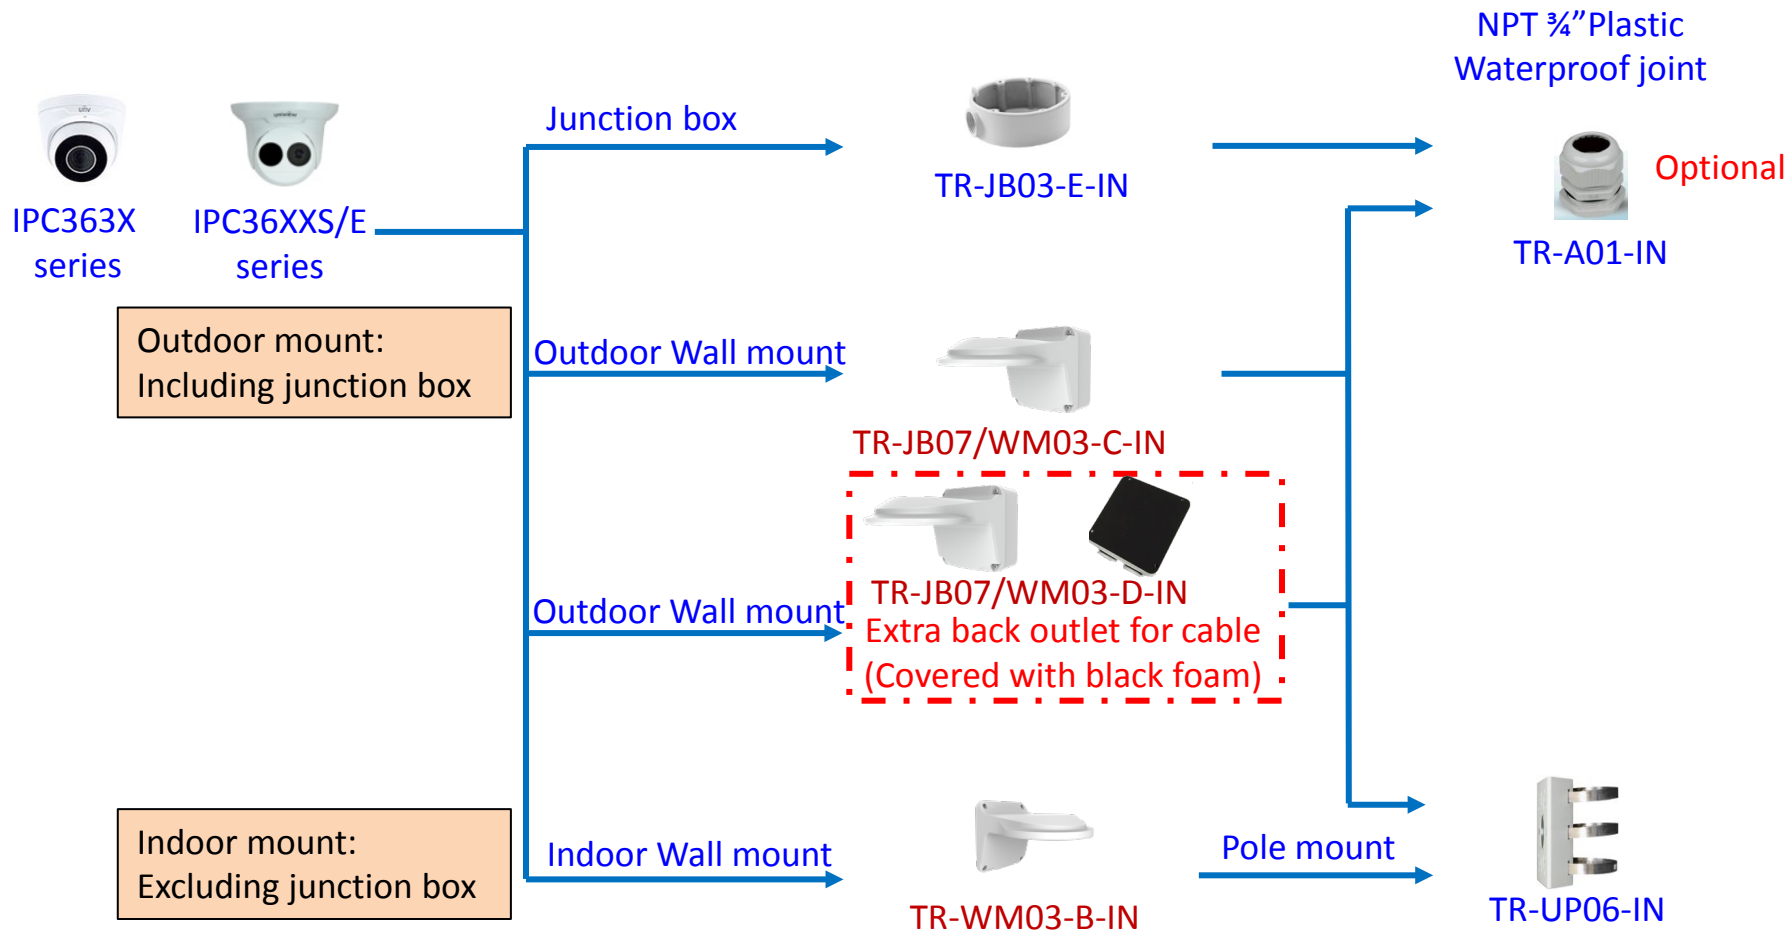 NPT ¾”Plastic
Waterproof joint
Junction box
uiiv
uniview
TR-JB03-E-IN
Optional
IPC363X
series
IPC36XXS/E
series
TR-A01-IN
Outdoor mount:
Including junction box
Outdoor Wall mount
TR-JB07/WM03-C-IN
Outdoor Wall mount
TR-JB07/WM03-D-IN
Extra back outlet for cable
(Covered with black foam)
Indoor mount:
Excluding junction box
Indoor Wall mount
TR-WM03-B-IN
Pole mount
TR-UP06-IN